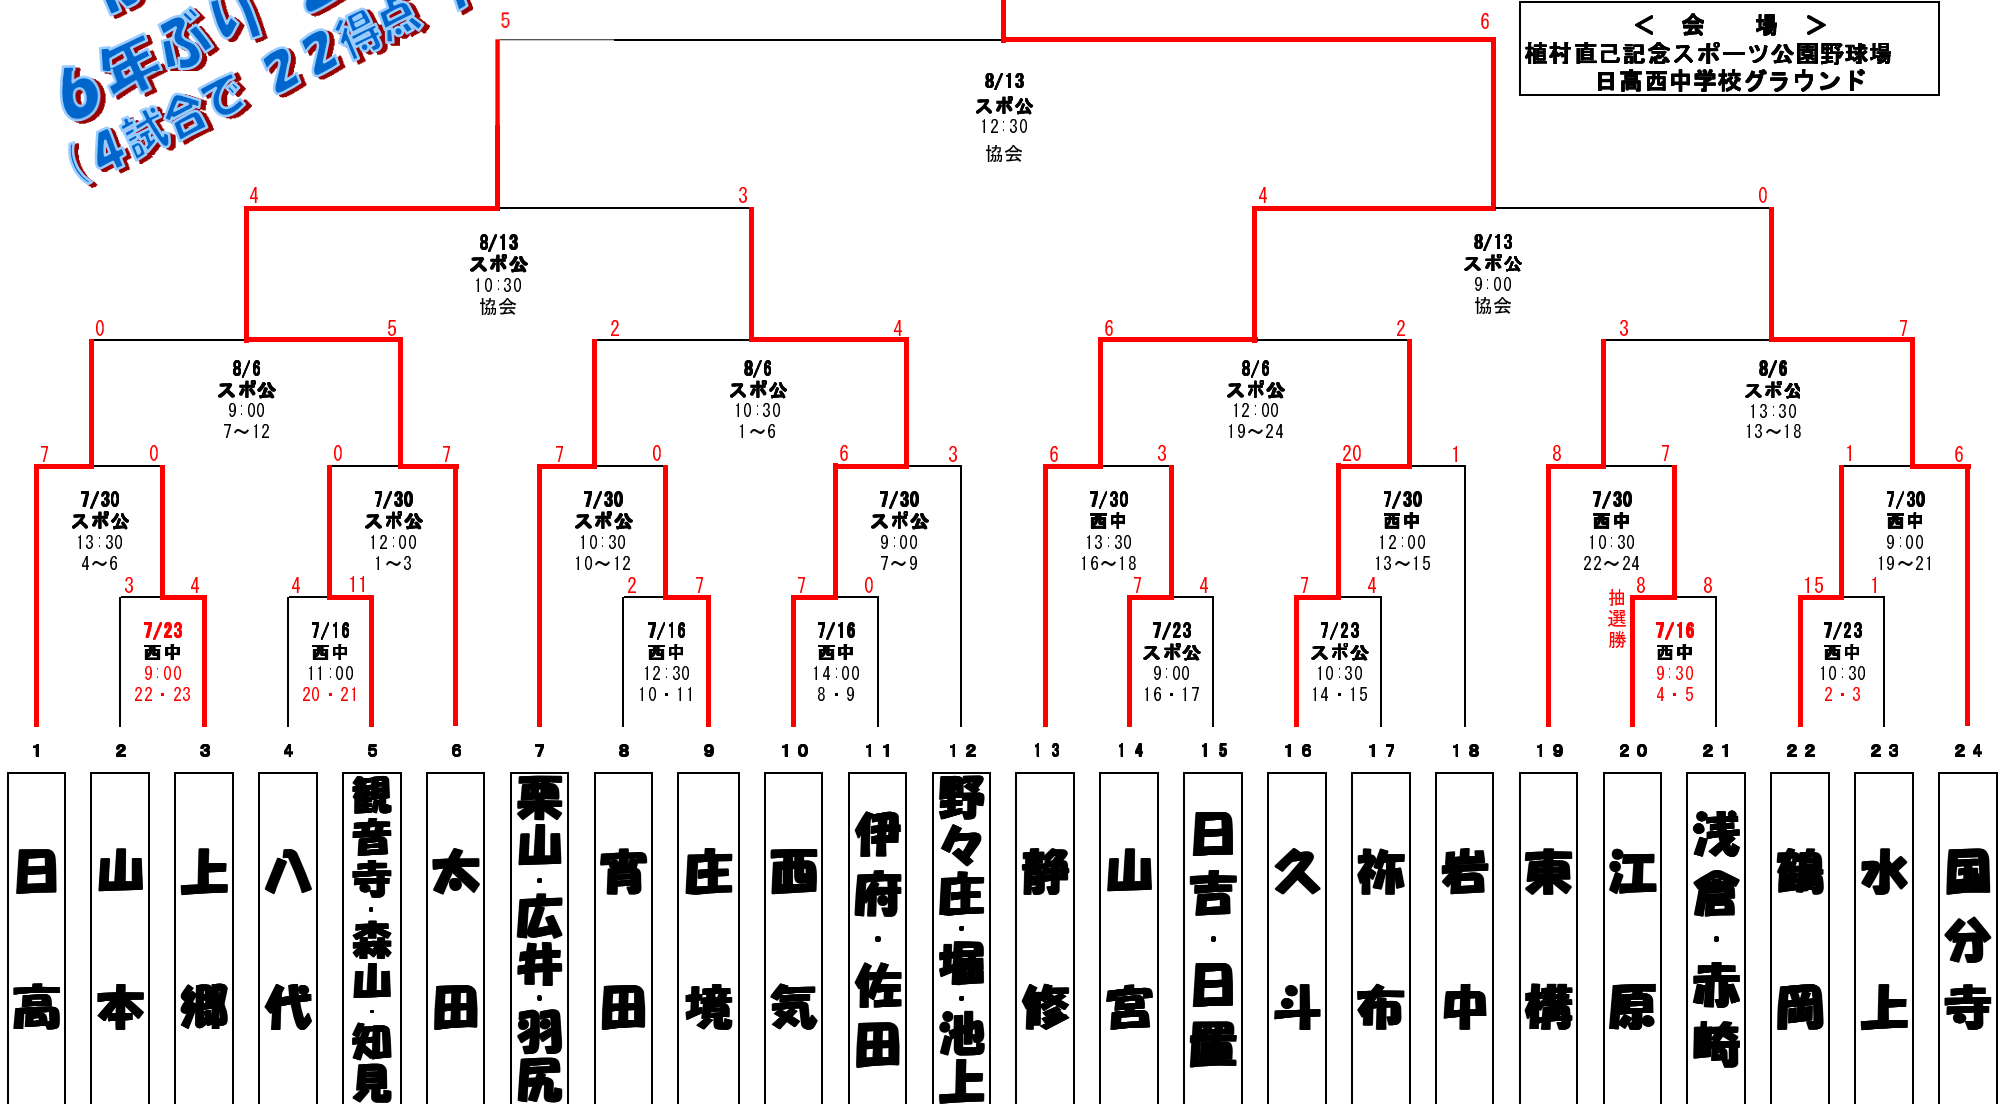 6年ぶり
(4試合で 22得点
＜ 会 場 ＞
植村直己記念スポーツ公園野球場
日高西中学校グラウンド
5 6
8/13
スポ公
12:30
協会
4 3 4 0
8/13 8/13
スポ公 スポ公
10:30 9:00
協会 協会
0 5 2 4 6 2 3 7
8/6 8/6 8/6 8/6
スポ公 スポ公 スポ公 スポ公
9:00 10:30 12:00 13:30
7～12 1～6 19～24 13～18
7 0 0 7 7 0 6 3 6 3 20 1 8 7 1 6
7/30 7/30 7/30 7/30 7/30 7/30 7/30 7/30
スポ公 スポ公 スポ公 スポ公 西中 西中 西中 西中
13:30 12:00 10:30 9:00 13:30 12:00 10:30 9:00
4～6 1～3 10～12 7～9 16～18 13～15 22～24 19～21
3 4 4 11 2 7 7 0 7 4 7 4 8 8 15 1
抽選勝
7/23 7/16 7/16 7/16 7/23 7/23 7/16 7/23
西中 西中 西中 西中 スポ公 スポ公 西中 西中
9:00 11:00 12:30 14:00 9:00 10:30 9:30 10:30
22・23 20・21 10・11 8・9 16・17 14・15 4・5 2・3
1 2 3 4 5 6 7 8 9 10 11 12 13 14 15 16 17 18 19 20 21 22 23 24
日高
山本
上郷
八代
観音寺・森山・知見
太田
栗山・広井・羽尻
宵田
庄境
西気
伊府・佐田
野々庄・堀・池上
静修
山宮
日吉・日置
久斗
祢布
岩中
東構
江原
浅倉・赤崎
鶴岡
水上
国分寺